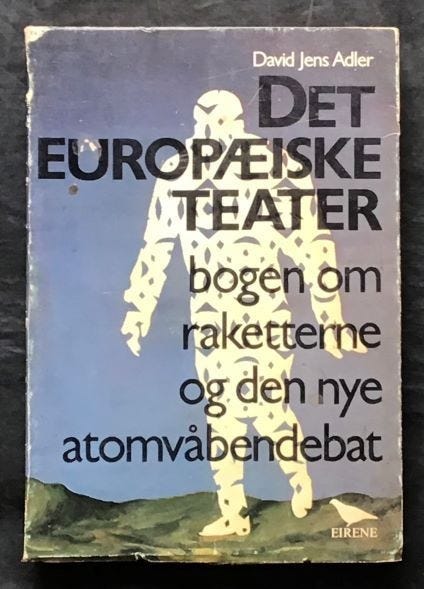 David Jens Adler
DET
EUROPÆISKE
TEATER
bogen om
raketterne
og den nye
atomvåbendebat
EIRENE